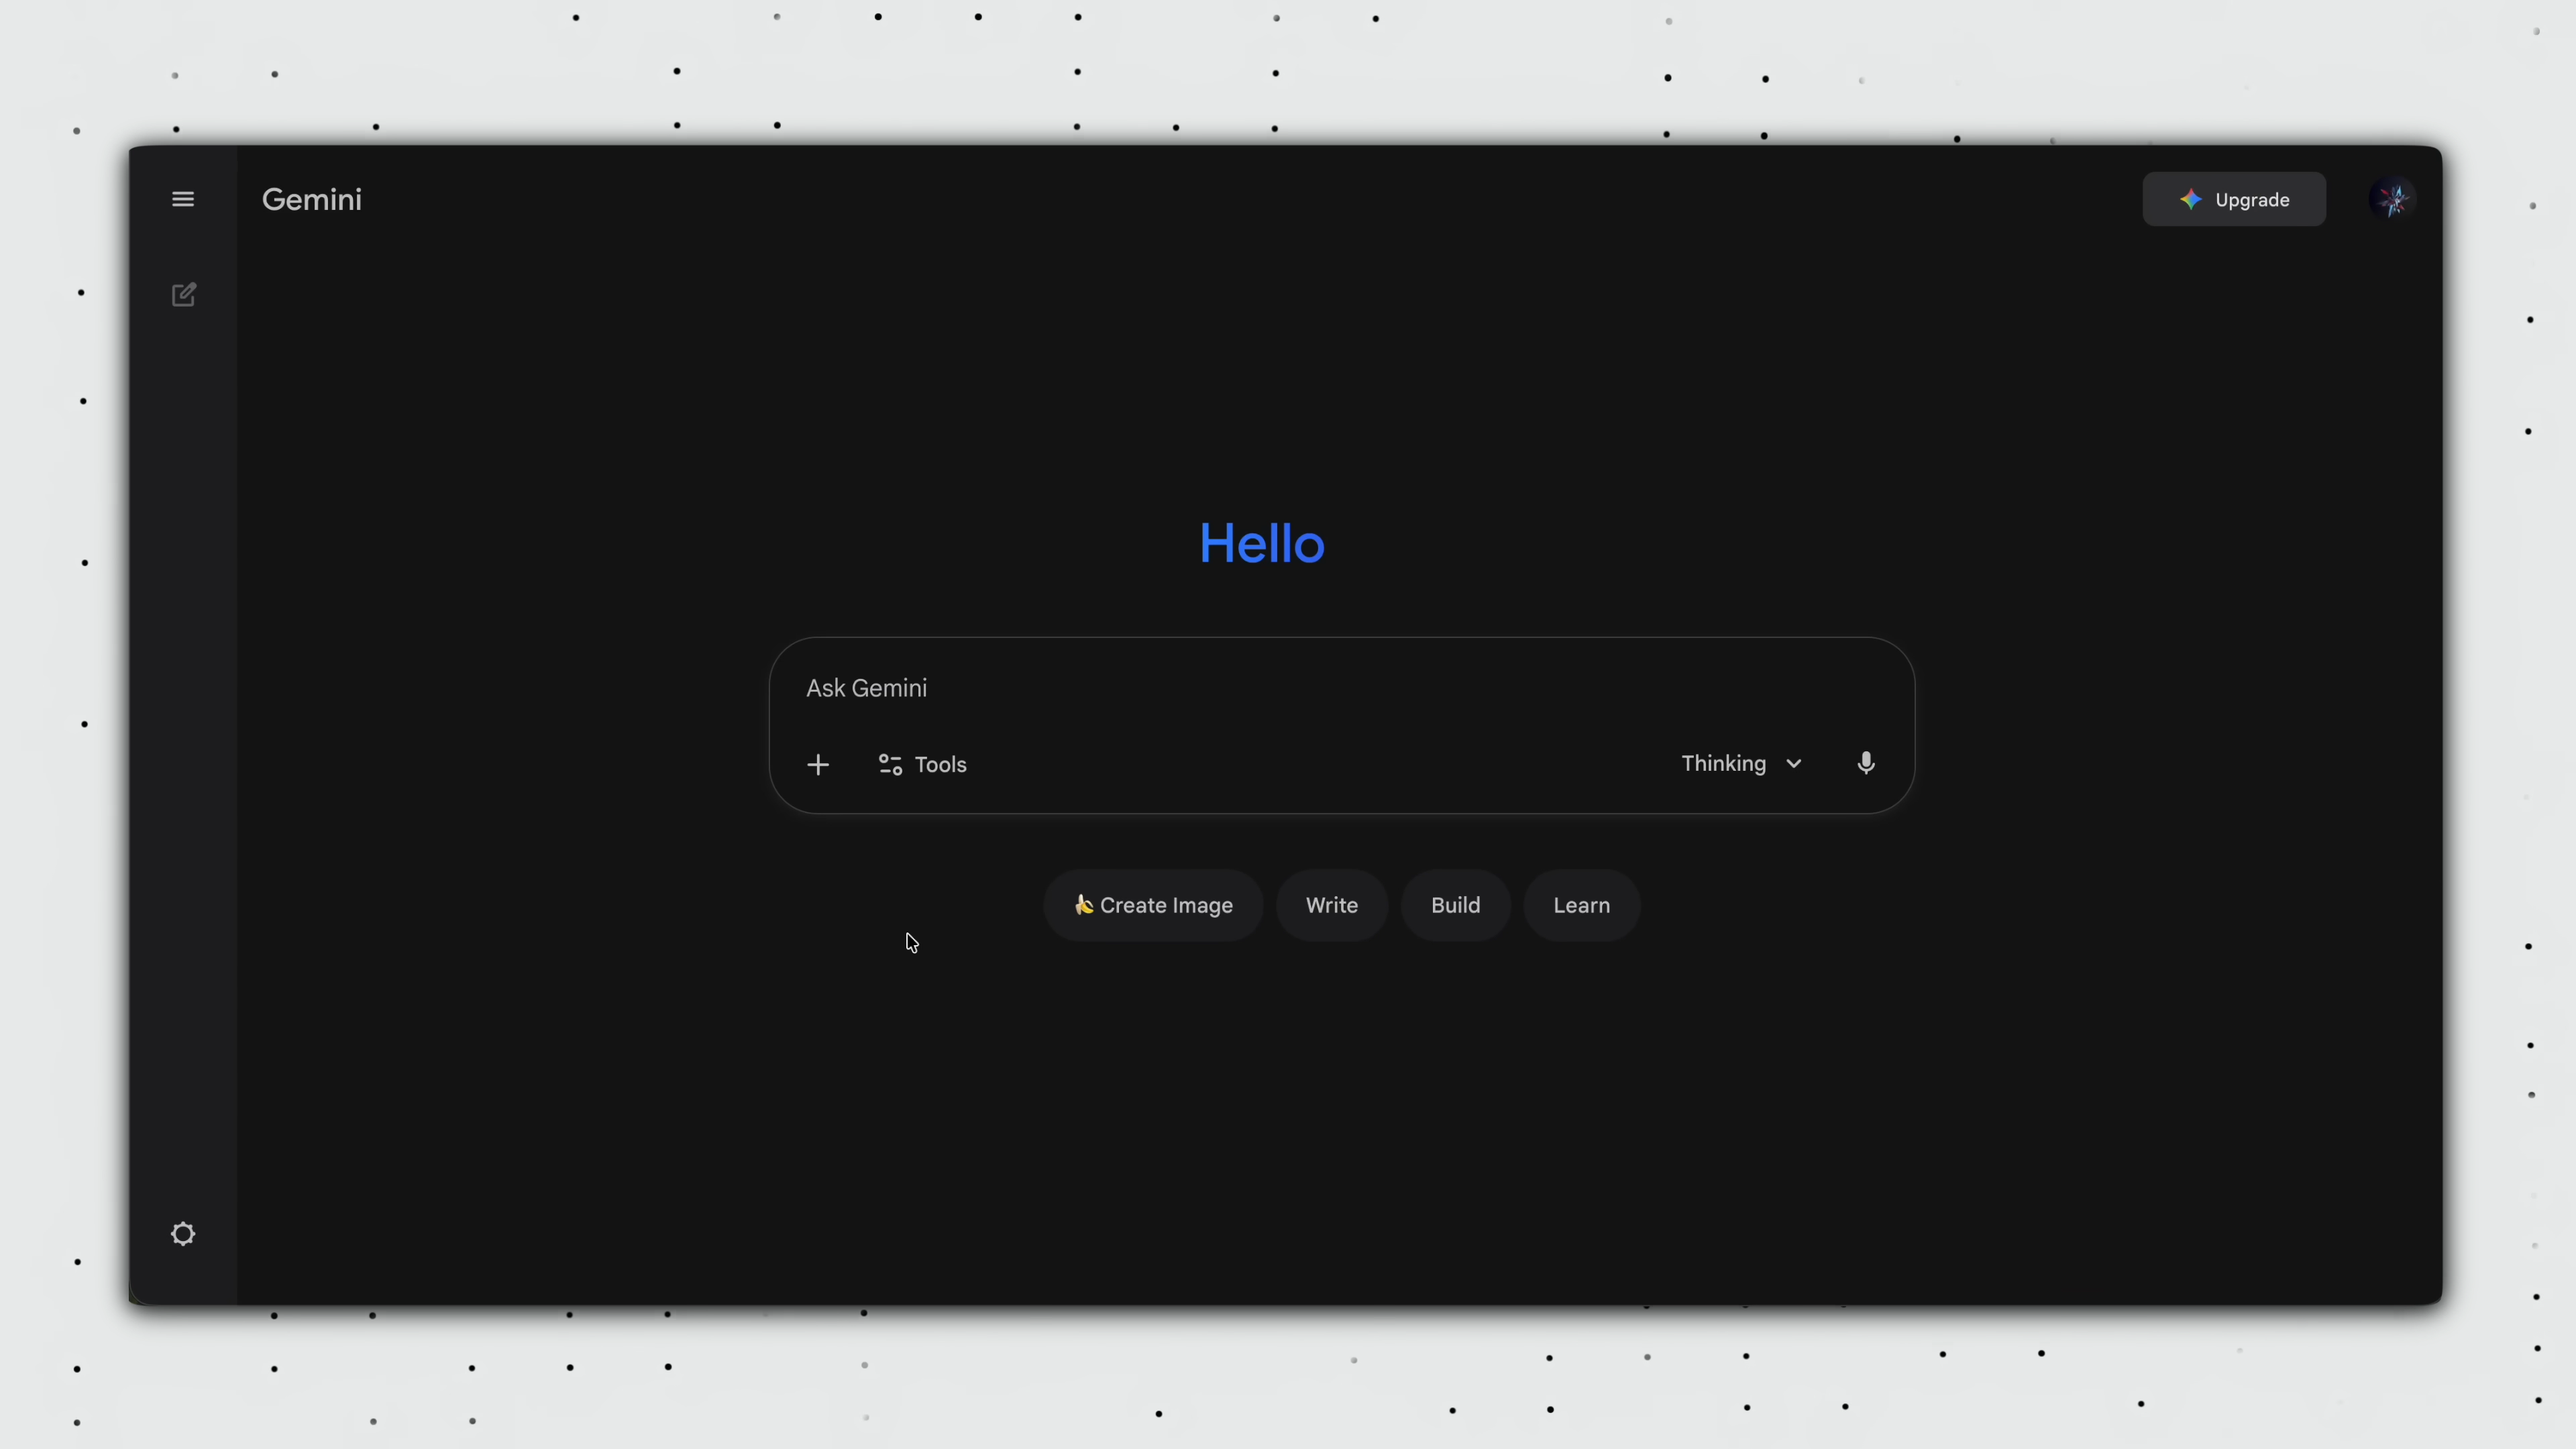 Gemini
Upgrade
Hello
Ask Gemini
Tools
Thinking
Create Image
Write
Build
Learn